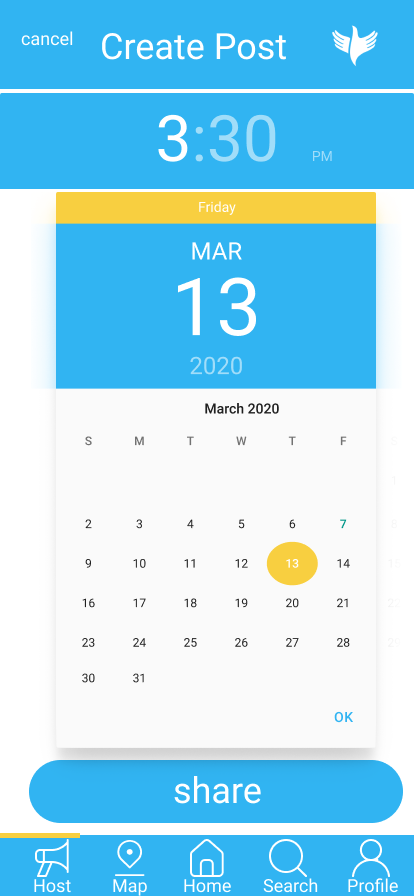 cancel Create Post
3:30 PM
Friday
MAR
13
2020
March 2020
S M T W T F
2 3 4 5 6 7
9 10 11 12 13 14
16 17 18 19 20 21
23 24 25 26 27 28
30 31
OK
share
Host Map Home Search Profile